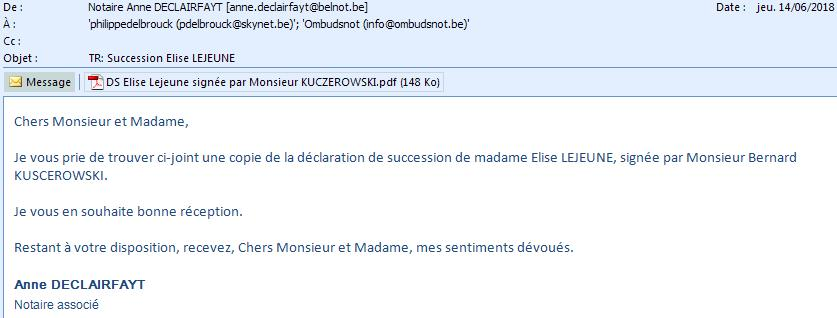 De : Notaire Anne DECLAIRFAYT [anne.declairfayt@belnot.be] Date : jeu. 14/06/2018
À : 'philippedelbrouck (pdelbrouck@skynet.be)'; 'Ombudsnot (info@ombudsnot.be)'
Cc :
Objet : TR: Succession Elise LEJEUNE
Message DS Elise Lejeune signée par Monsieur KUCZEROWSKI.pdf (148 Ko)
Chers Monsieur et Madame,
Je vous prie de trouver ci-joint une copie de la déclaration de succession de madame Elise LEJEUNE, signée par Monsieur Bernard
KUSCEROWSKI.
Je vous en souhaite bonne réception.
Restant à votre disposition, recevez, Chers Monsieur et Madame, mes sentiments dévoués.
Anne DECLAIRFAYT
Notaire associé